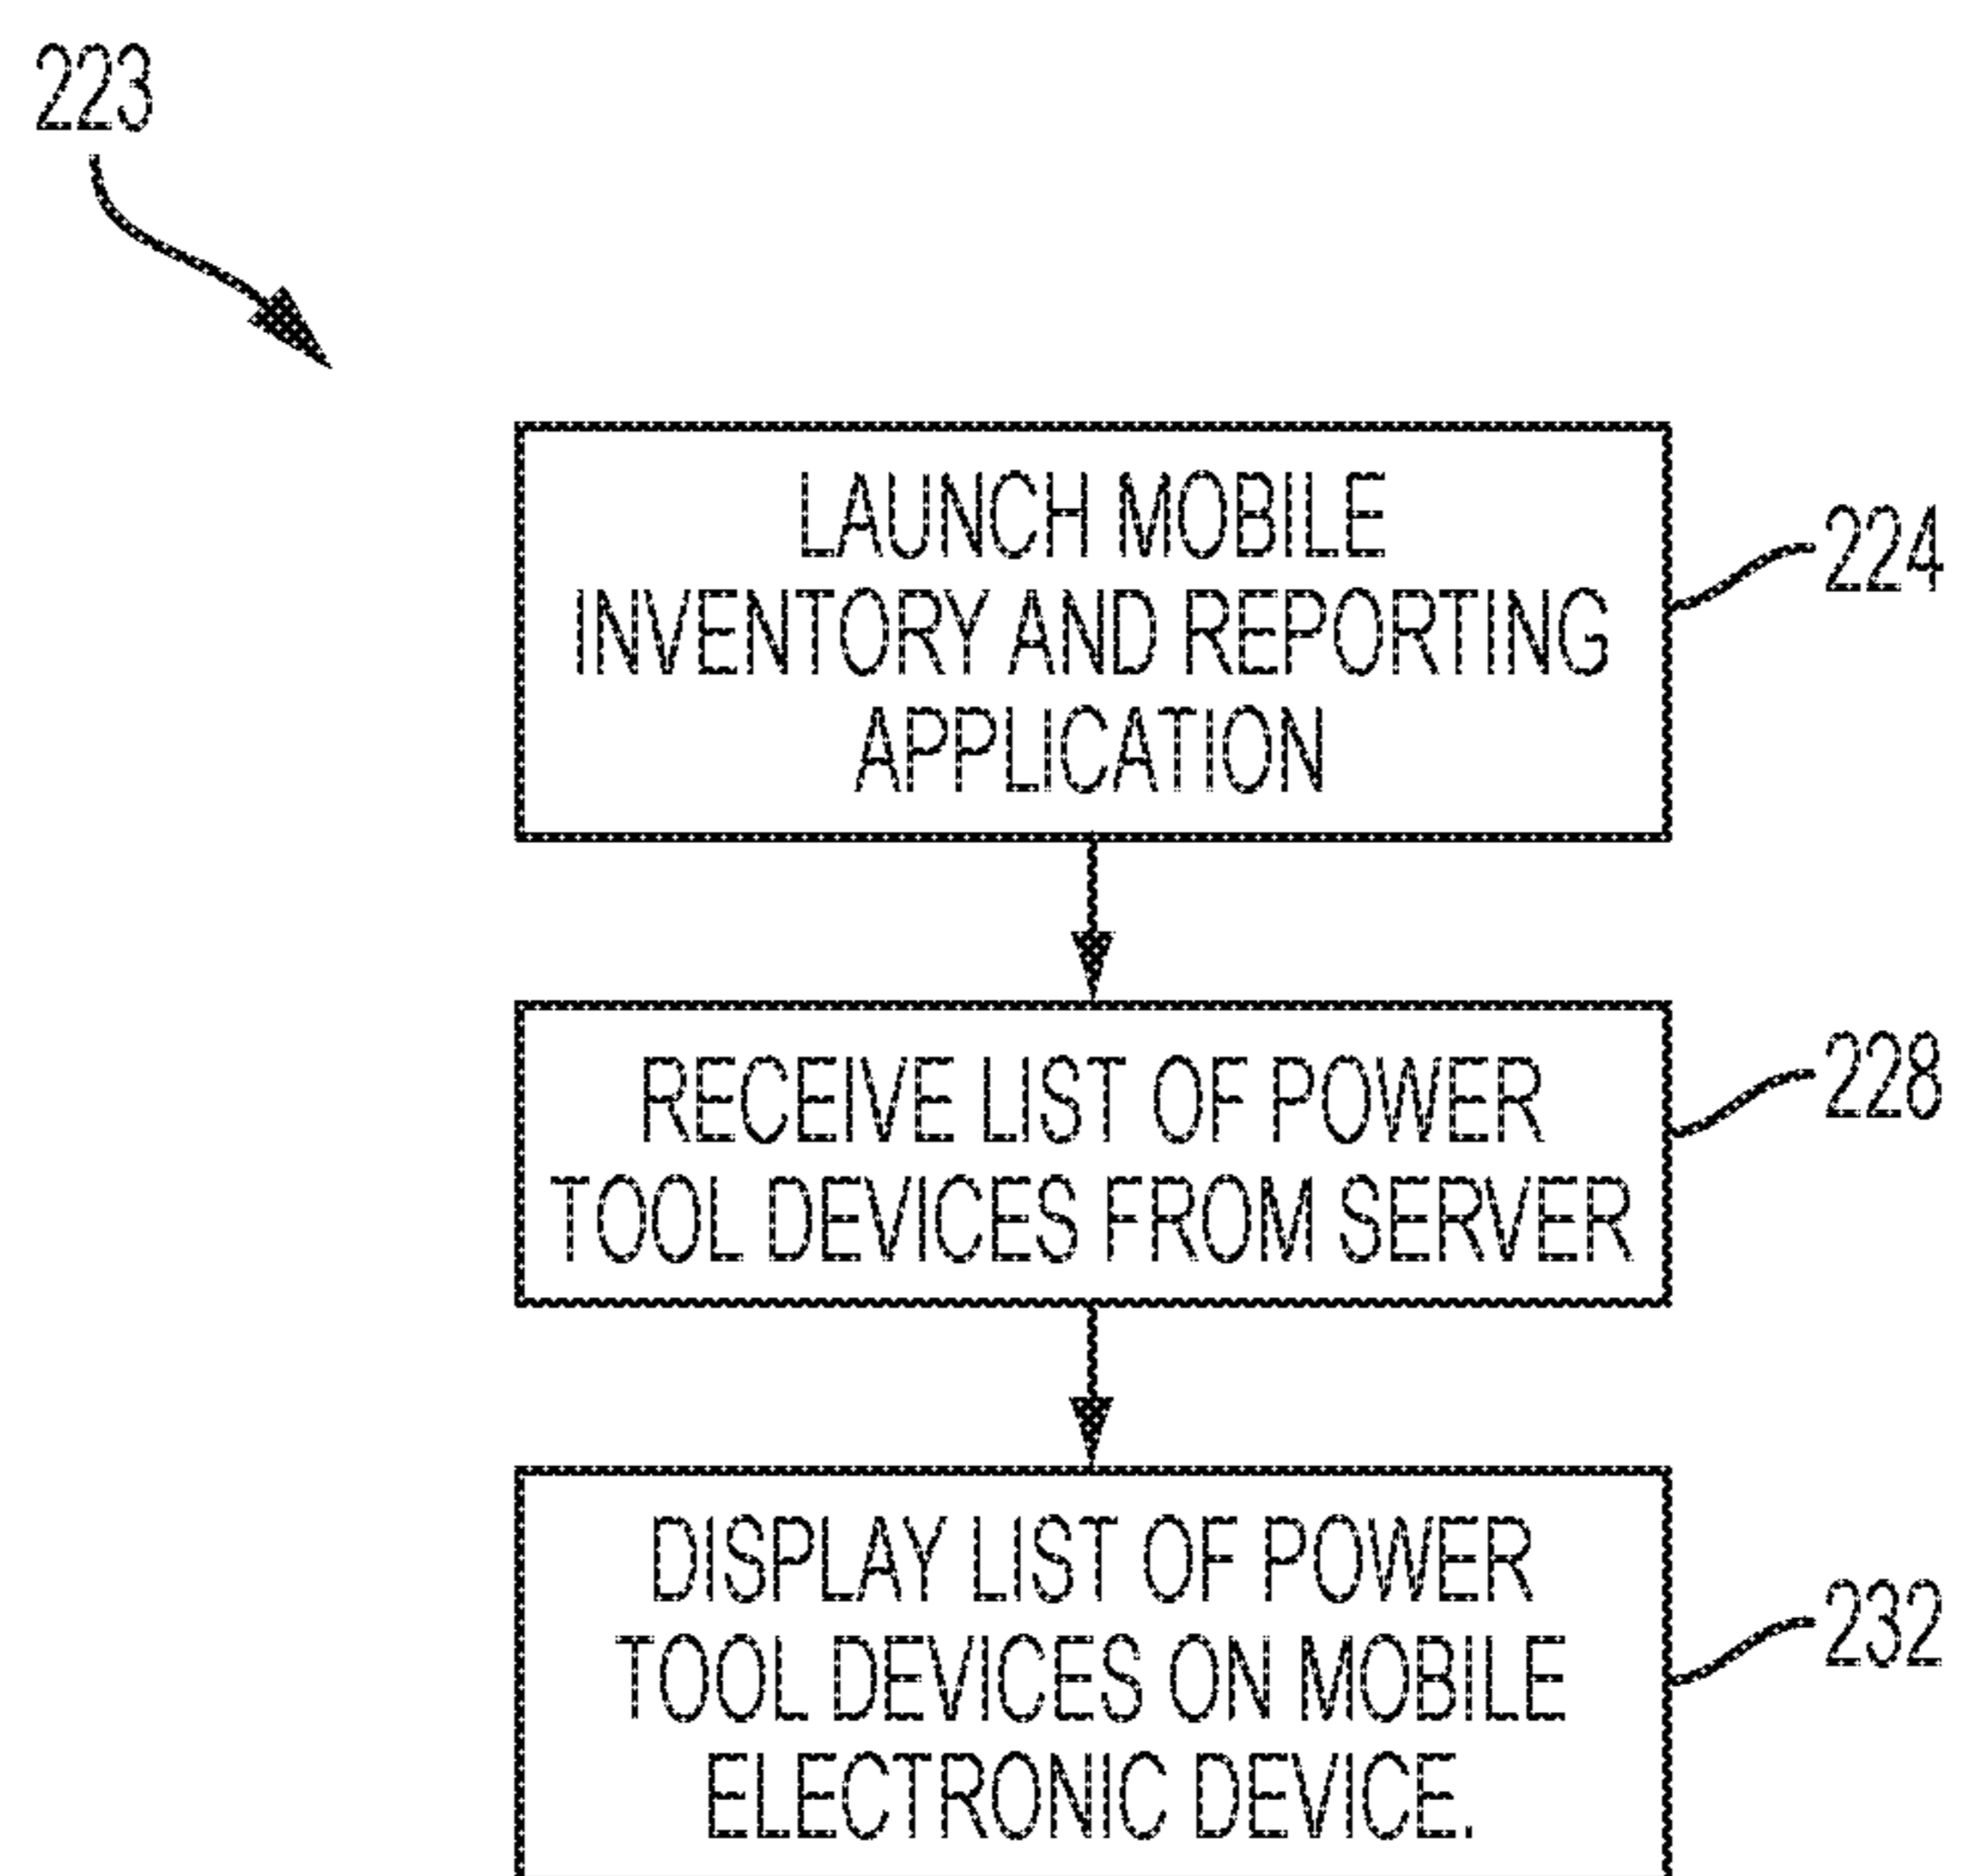 223
LAUNCH MOBILE
INVENTORY AND REPORTING
APPLICATION
224
RECEIVE LIST OF POWER
TOOL DEVICES FROM SERVER
228
DISPLAY LIST OF POWER
TOOL DEVICES ON MOBILE
ELECTRONIC DEVICE.
232